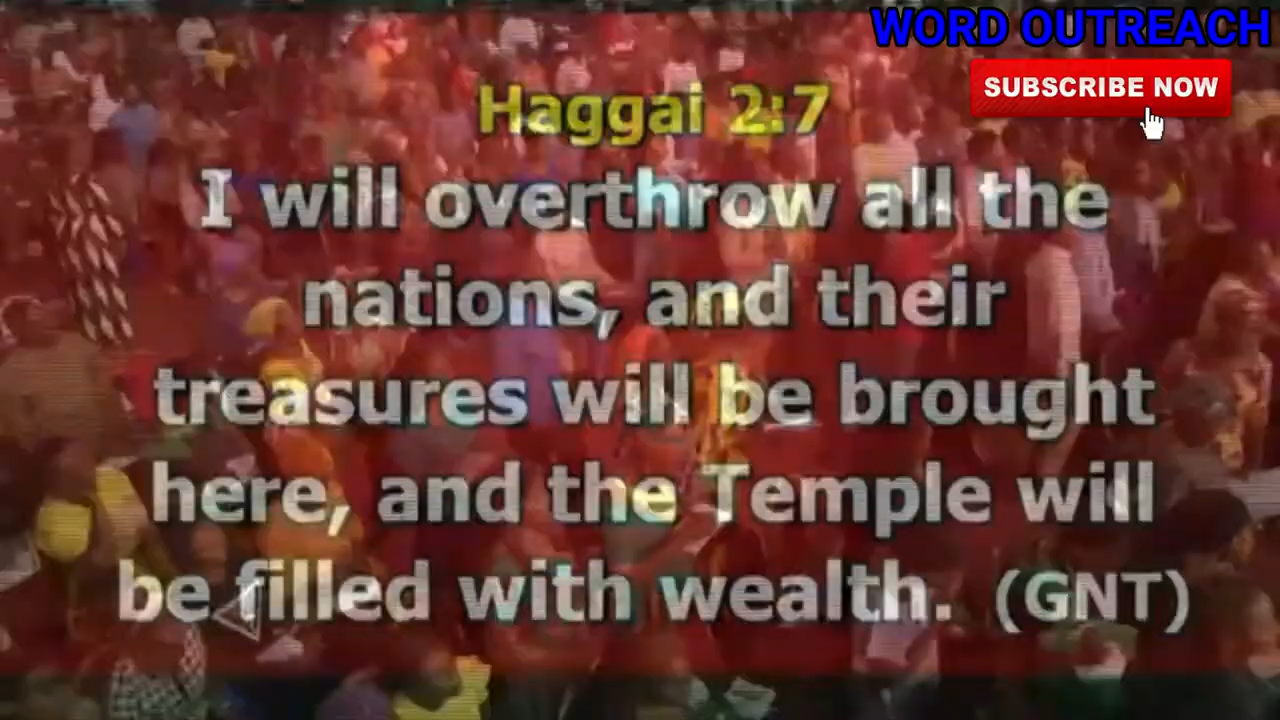 WORD OUTREACH
SUBSCRIBE NOW
Haggai 2:7
I will overthrow all the
nations, and their
treasures will be brought
here, and the Temple will
be filled with wealth. (GNT)